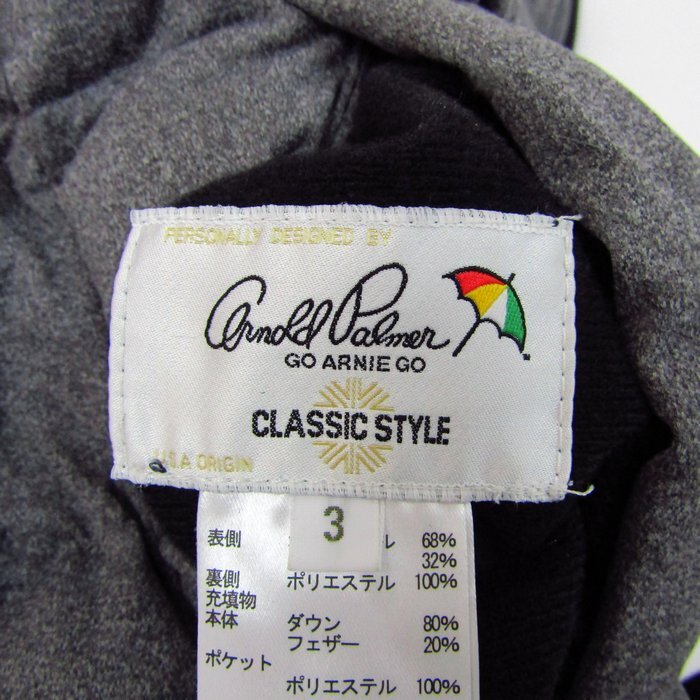 PERSONALLY DESIGNED BY
Arnold Palmer
GO ARNIE GO
CLASSIC STYLE
U.S.A ORIGIN
3
表側 ル 68%
32%
裏側 ポリエステル 100%
充填物
本体 ダウン 80%
フェザー 20%
ポケット
ポリエステル 100%